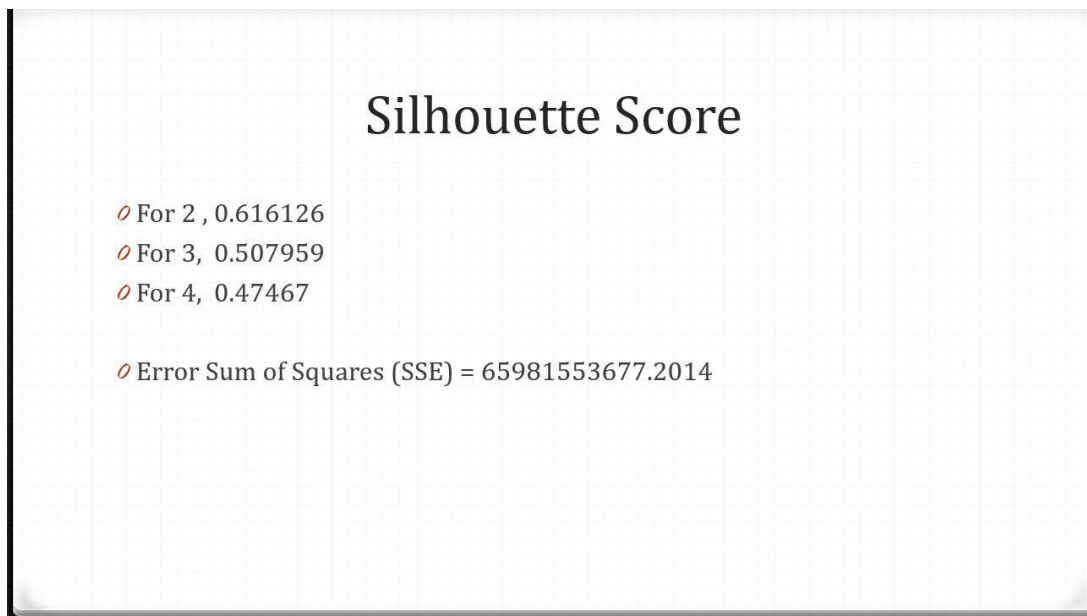 Silhouette Score
For 2 , 0.616126
For 3,  0.507959
For 4,  0.47467
Error Sum of Squares (SSE) = 65981553677.2014